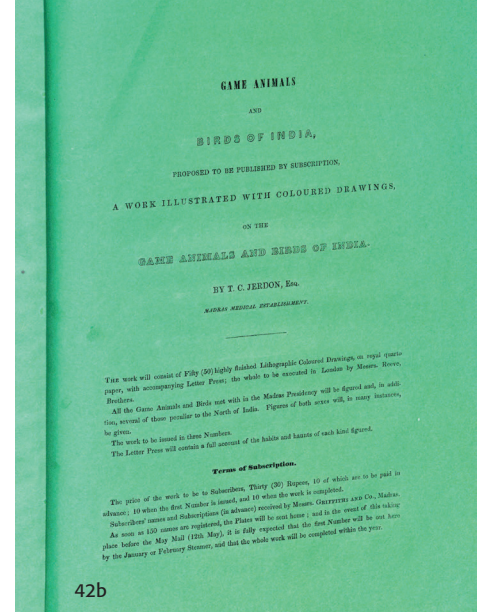 GAME ANIMALS
AND
BIRDS OF INDIA,
PROPOSED TO BE PUBLISHED BY SUBSCRIPTION,
A WORK ILLUSTRATED WITH COLOURED DRAWINGS,
ON THE
GAME ANIMALS AND BIRDS OF INDIA.
BY T. C. JERDON, Esq.
MADRAS MEDICAL ESTABLISHMENT.
THE work will consist of Fifty (50) highly finished Lithographic Coloured Drawings, on royal quarto
paper, with accompanying Letter Press; the whole to be executed in London by Messrs. Reeve,
Brothers.
All the Game Animals and Birds met with in the Madras Presidency will be figured and, in addi-
tion, several of those peculiar to the North of India. Figures of both sexes will, in many instances,
be given.
The work to be issued in three Numbers.
The Letter Press will contain a full account of the habits and haunts of each kind figured.
Terms of Subscription.
The price of the work to be to Subscribers, Thirty (30) Rupees, 10 of which are to be paid in
advance; 10 when the first Number is issued, and 10 when the work is completed.
Subscribers' names and Subscriptions (in advance) received by Messrs. GRIFFITHS AND CO., Madras.
As soon as 150 names are registered, the Plates will be sent home; and in the event of this taking
place before the May Mail (12th May), it is fully expected that the first Number will be out here
by the January or February Steamer, and that the whole work will be completed within the year.
42b